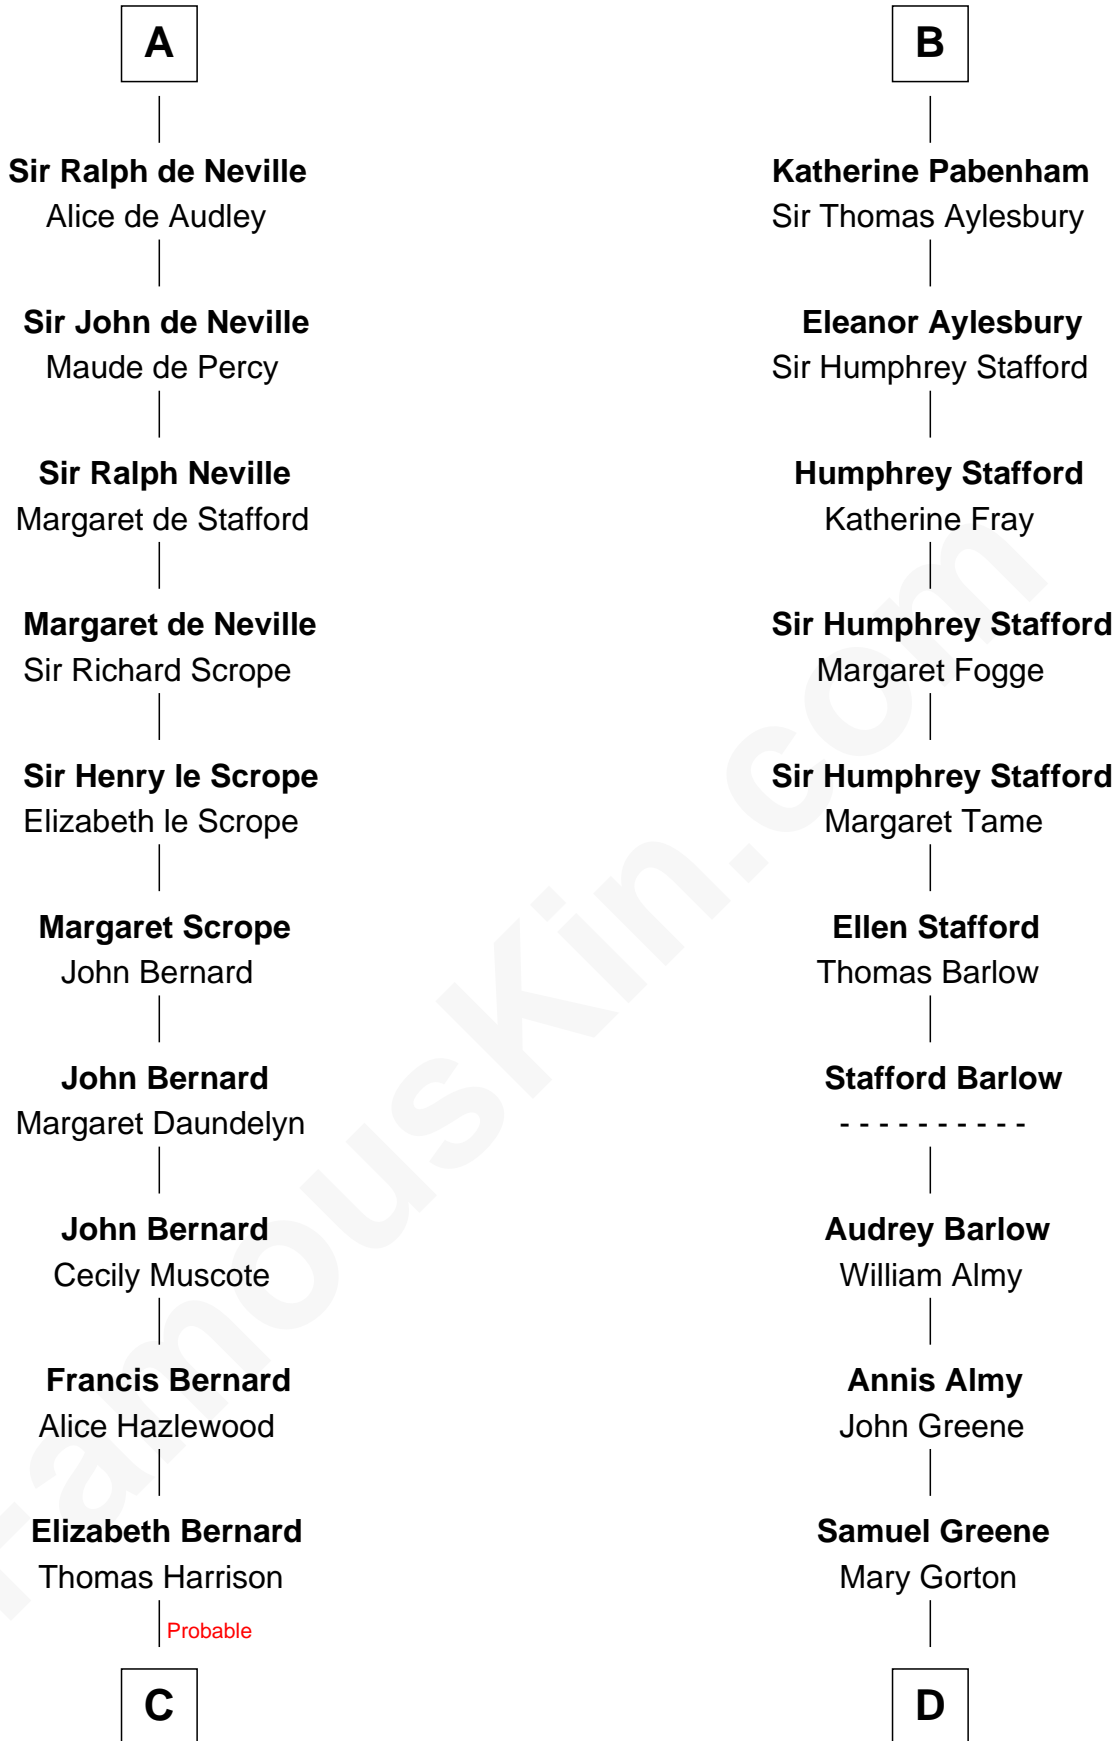 A
Sir Ralph de Neville
Alice de Audley
Sir John de Neville
Maude de Percy
Sir Ralph Neville
Margaret de Stafford
Margaret de Neville
Sir Richard Scrope
Sir Henry le Scrope
Elizabeth le Scrope
Margaret Scrope
John Bernard
John Bernard
Margaret Daundelyn
John Bernard
Cecily Muscote
Francis Bernard
Alice Hazlewood
Elizabeth Bernard
Thomas Harrison
Probable
C
B
Katherine Pabenham
Sir Thomas Aylesbury
Eleanor Aylesbury
Sir Humphrey Stafford
Humphrey Stafford
Katherine Fray
Sir Humphrey Stafford
Margaret Fogge
Sir Humphrey Stafford
Margaret Tame
Ellen Stafford
Thomas Barlow
Stafford Barlow
- - - - - - - - - -
Audrey Barlow
William Almy
Annis Almy
John Greene
Samuel Greene
Mary Gorton
D
FamousKin.com